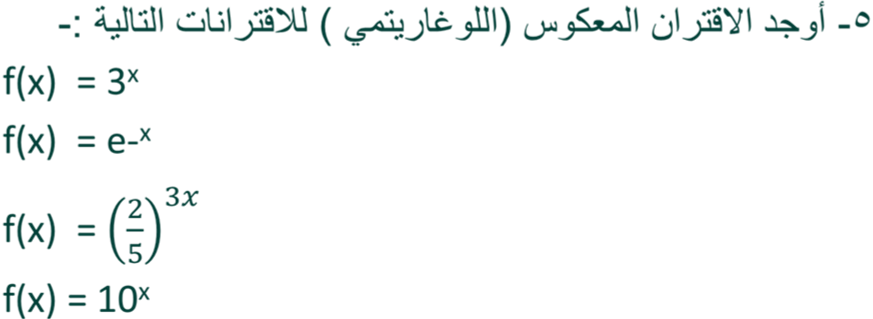 ٥- أوجد الاقتران المعكوس (اللوغاريتمي ) للاقترانات التالية :-
f(x) = 3ˣ
f(x) = e-ˣ
f(x) = (2/5)³ˣ
f(x) = 10ˣ